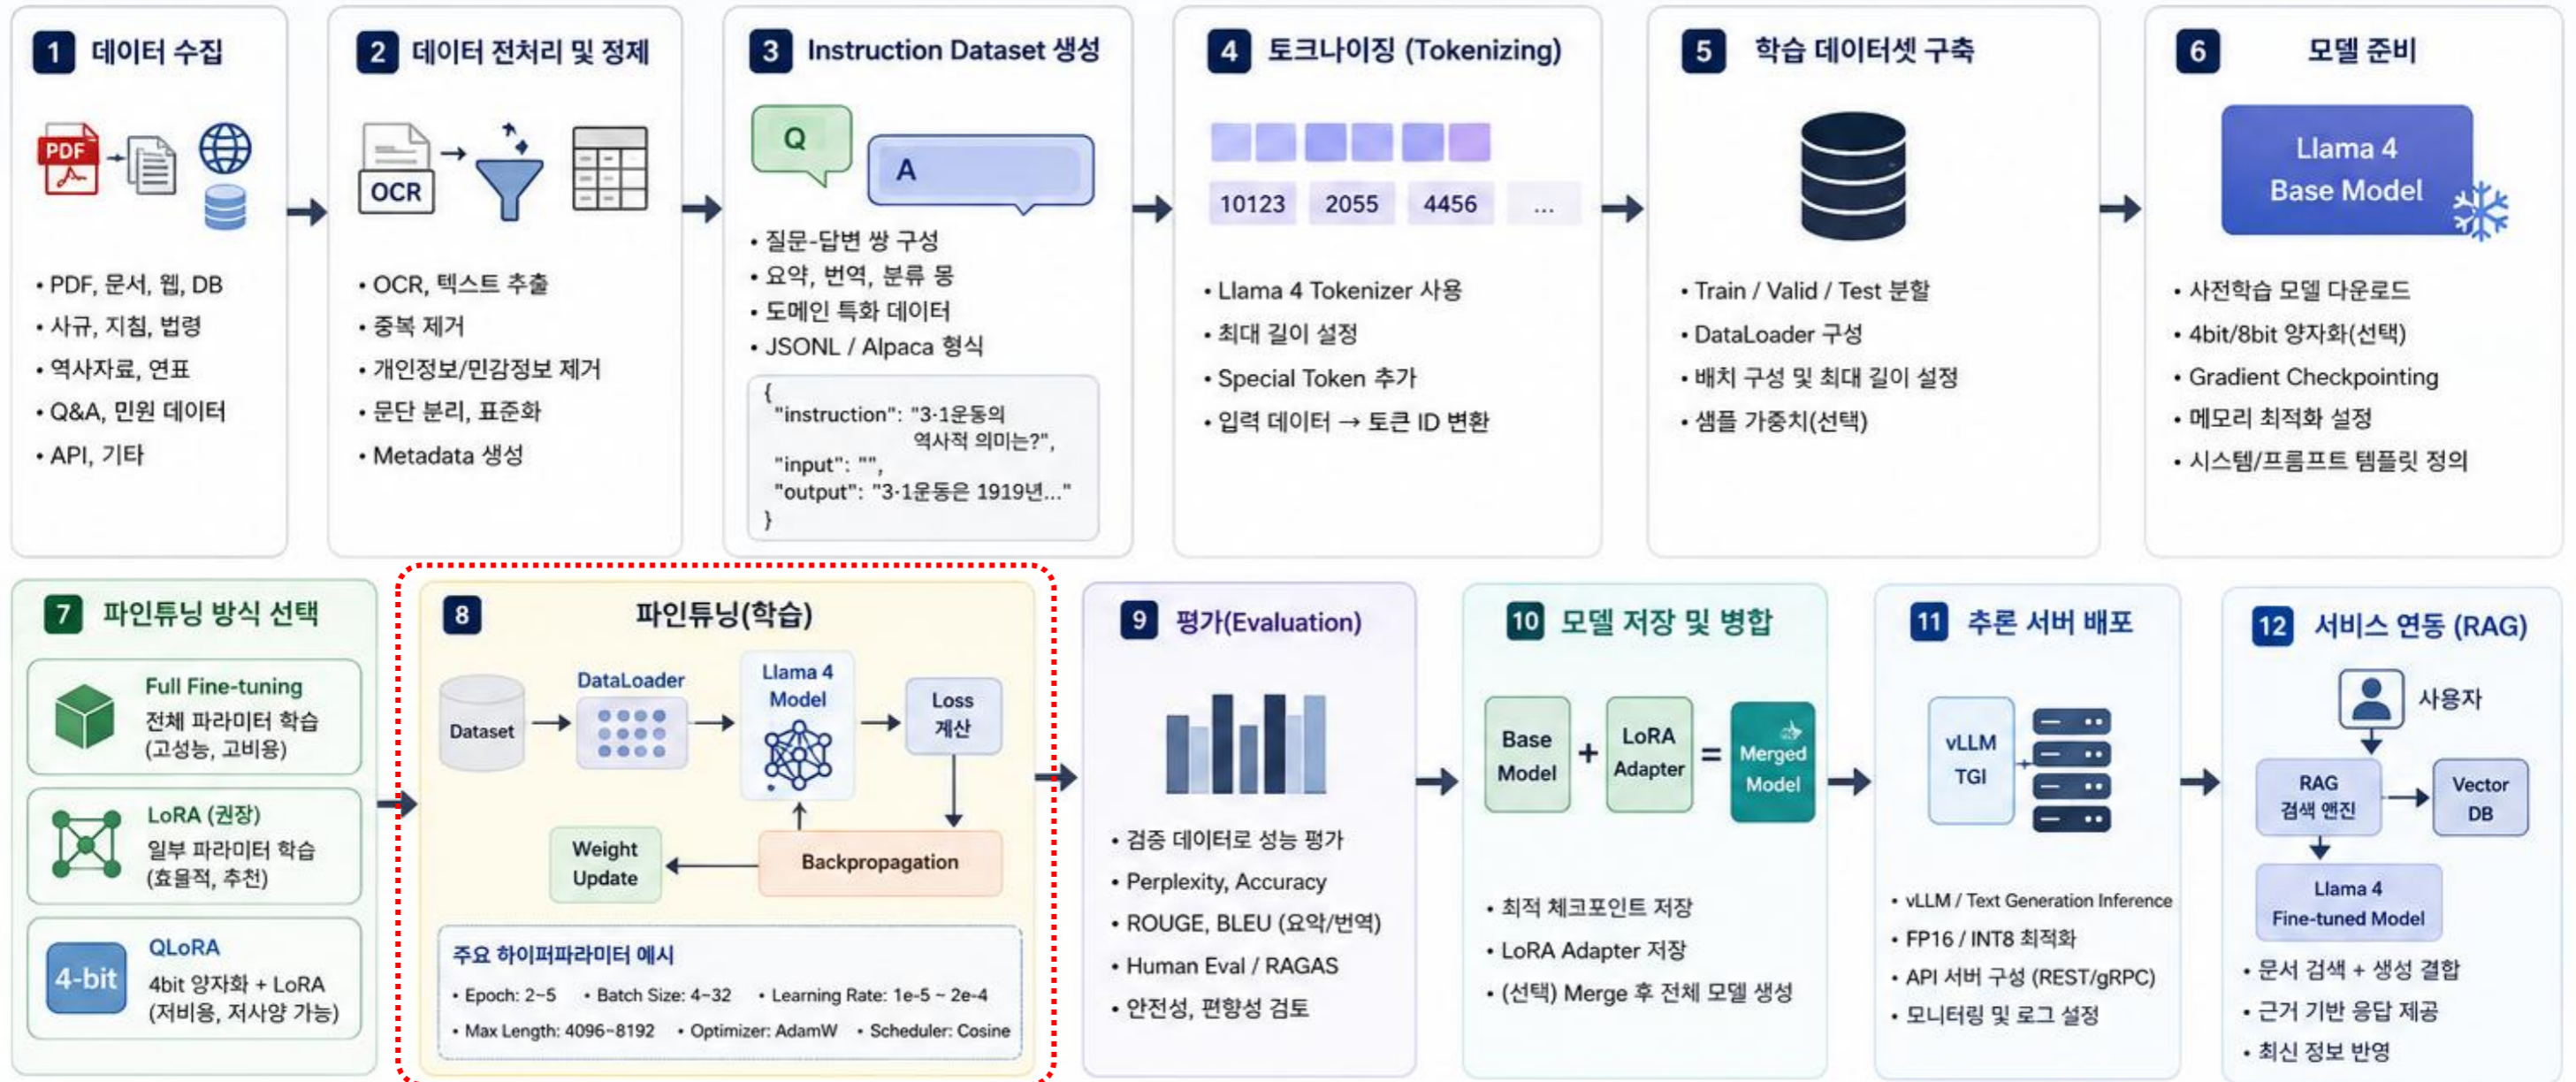 1 데이터 수집
PDF
• PDF, 문서, 웹, DB
• 사규, 지침, 법령
• 역사자료, 연표
• Q&A, 민원 데이터
• API, 기타
2 데이터 전처리 및 정제
OCR
• OCR, 텍스트 추출
• 중복 제거
• 개인정보/민감정보 제거
• 문단 분리, 표준화
• Metadata 생성
3 Instruction Dataset 생성
Q
A
• 질문-답변 쌍 구성
• 요약, 번역, 분류 몽
• 도메인 특화 데이터
• JSONL / Alpaca 형식
{
"instruction": "3·1운동의
역사적 의미는?",
"input": "",
"output": "3·1운동은 1919년..."
}
4 토크나이징 (Tokenizing)
10123 2055 4456 ...
• Llama 4 Tokenizer 사용
• 최대 길이 설정
• Special Token 추가
• 입력 데이터 → 토큰 ID 변환
5 학습 데이터셋 구축
• Train / Valid / Test 분할
• DataLoader 구성
• 배치 구성 및 최대 길이 설정
• 샘플 가중치(선택)
6 모델 준비
Llama 4
Base Model
• 사전학습 모델 다운로드
• 4bit/8bit 양자화(선택)
• Gradient Checkpointing
• 메모리 최적화 설정
• 시스템/프롬프트 템플릿 정의
7 파인튜닝 방식 선택
Full Fine-tuning
전체 파라미터 학습
(고성능, 고비용)
LoRA (권장)
일부 파라미터 학습
(효율적, 추천)
4-bit
QLoRA
4bit 양자화 + LoRA
(저비용, 저사양 가능)
8 파인튜닝(학습)
Dataset
DataLoader
Llama 4
Model
Loss
계산
Weight
Update
Backpropagation
주요 하이퍼파라미터 예시
• Epoch: 2~5 • Batch Size: 4~32 • Learning Rate: 1e-5 ~ 2e-4
• Max Length: 4096~8192 • Optimizer: AdamW • Scheduler: Cosine
9 평가(Evaluation)
• 검증 데이터로 성능 평가
• Perplexity, Accuracy
• ROUGE, BLEU (요약/번역)
• Human Eval / RAGAS
• 안전성, 편향성 검토
10 모델 저장 및 병합
Base
Model
+
LoRA
Adapter
=
Merged
Model
• 최적 체크포인트 저장
• LoRA Adapter 저장
• (선택) Merge 후 전체 모델 생성
11 추론 서버 배포
vLLM
TGI
• vLLM / Text Generation Inference
• FP16 / INT8 최적화
• API 서버 구성 (REST/gRPC)
• 모니터링 및 로그 설정
12 서비스 연동 (RAG)
사용자
RAG
검색 앤진
Vector
DB
Llama 4
Fine-tuned Model
• 문서 검색 + 생성 결합
• 근거 기반 응답 제공
• 최신 정보 반영